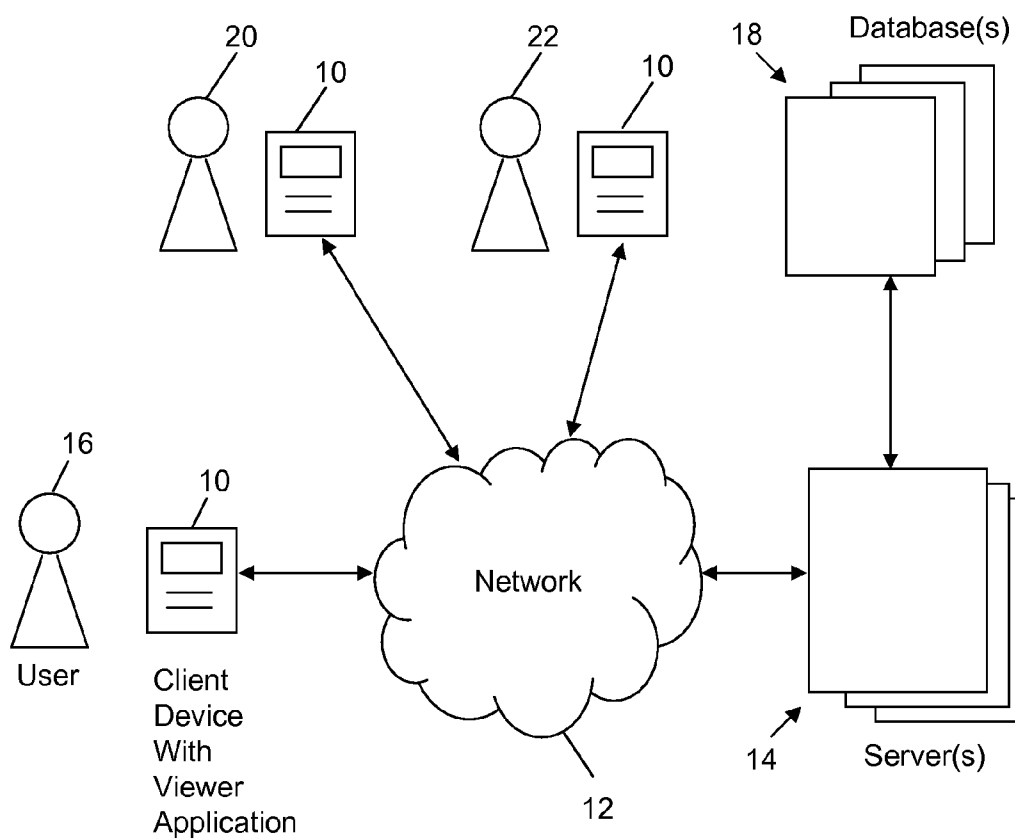 20
10
22
10
18
Database(s)
16
10
User
Client
Device
With
Viewer
Application
Network
12
14
Server(s)